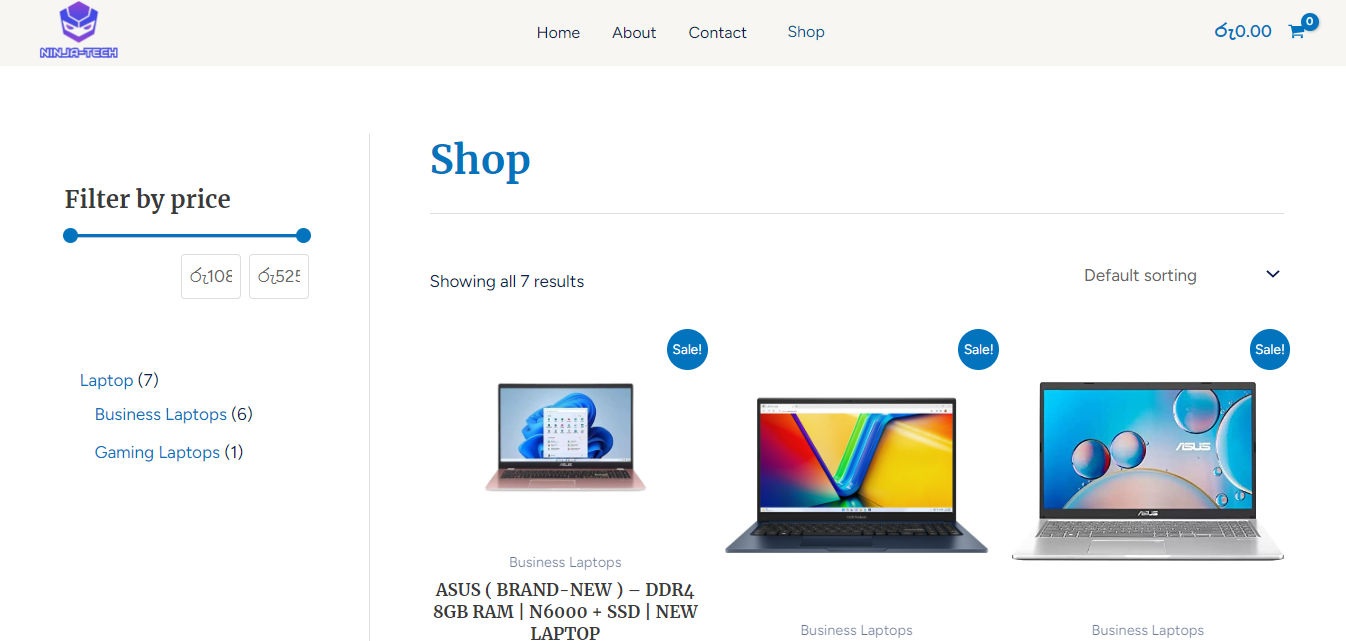 NINJA-TECH
Home About Contact Shop
රු0.00 0
Shop
Filter by price
රු108 රු525
Showing all 7 results
Default sorting
Laptop (7)
Business Laptops (6)
Gaming Laptops (1)
Sale! Sale! Sale!
ASUS
ASUS
ASUS
Business Laptops
ASUS ( BRAND-NEW ) – DDR4
8GB RAM | N6000 + SSD | NEW
LAPTOP
Business Laptops
Business Laptops